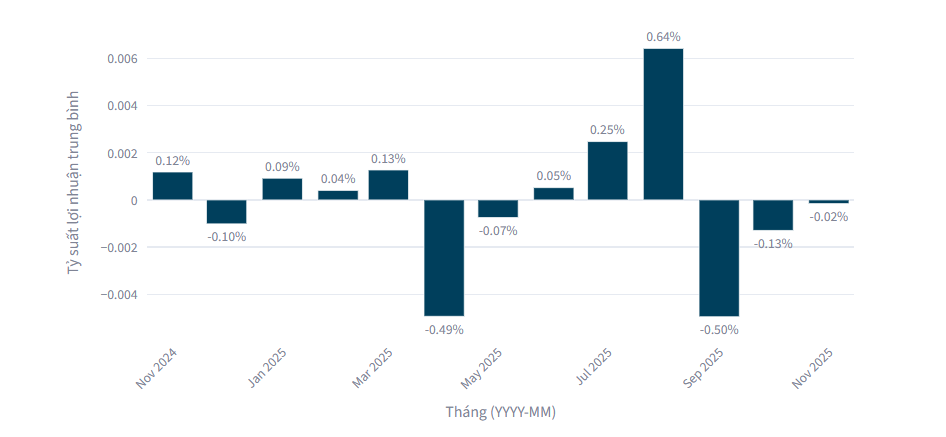 0.64%
0.006
0.004
0.25%
0.002
0.12%
0.09%
0.04%
0.13%
0.05%
0
-0.10%
-0.07%
-0.02%
-0.13%
−0.002
−0.004
-0.49%
-0.50%
Tỷ suất lợi nhuận trung bình
Nov 2024
Jan 2025
Mar 2025
May 2025
Jul 2025
Sep 2025
Nov 2025
Tháng (YYYY-MM)